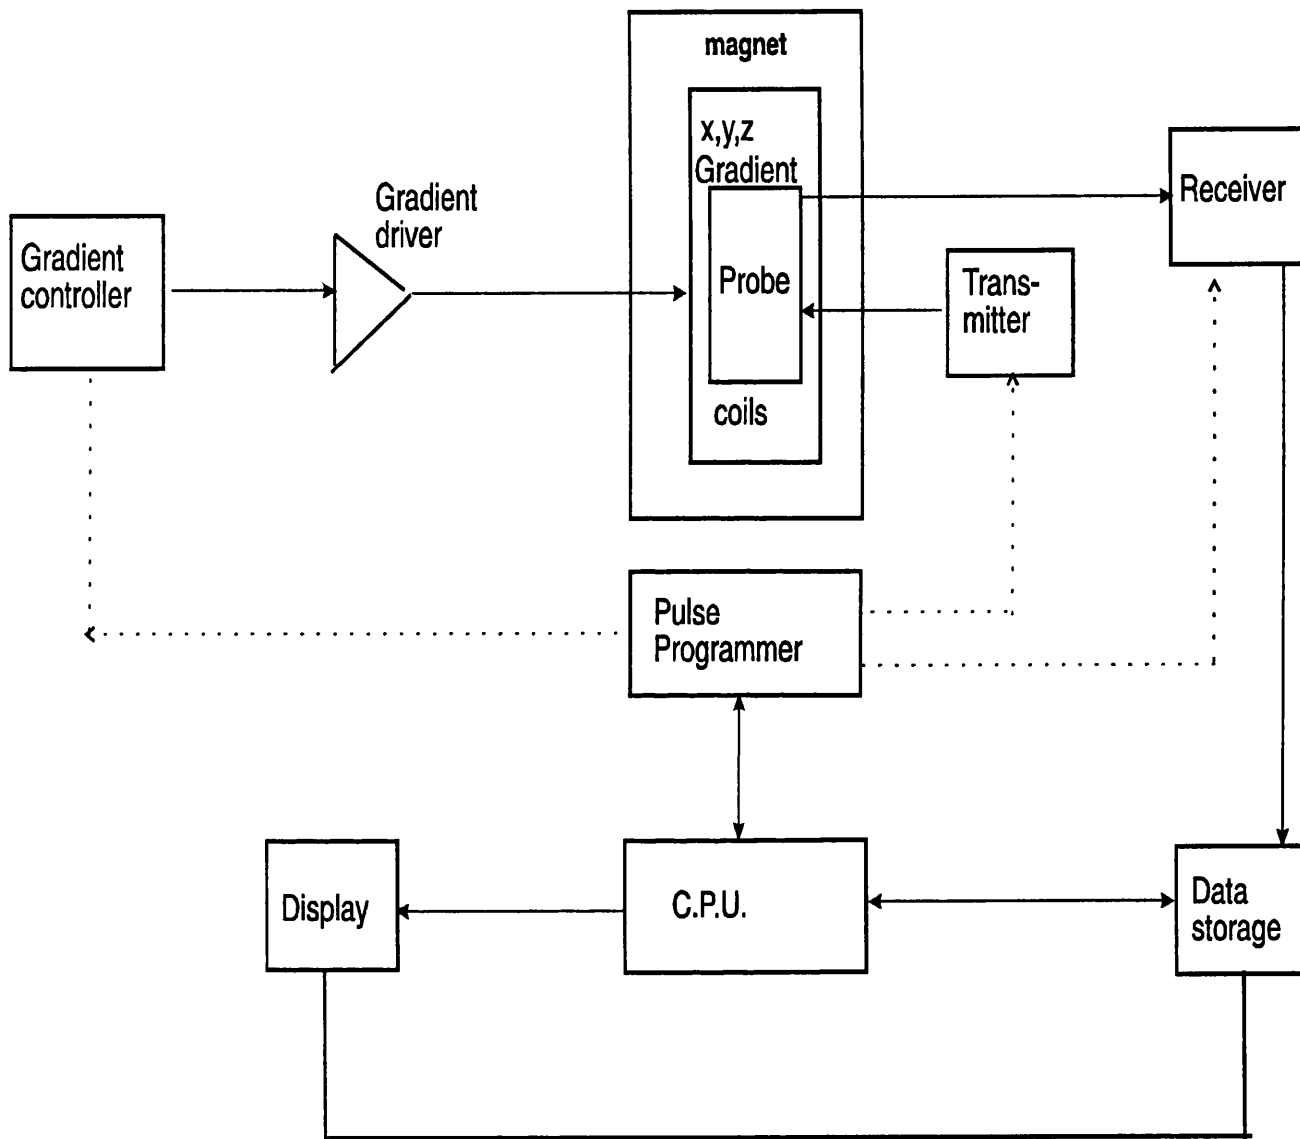 magnet
x,y,z
Gradient
Probe
coils
Receiver
Gradient
driver
Gradient
controller
Trans-
mitter
Pulse
Programmer
Display
C.P.U.
Data
storage